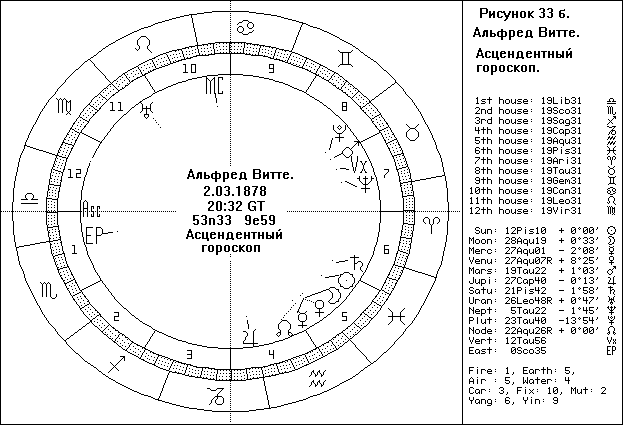 10
9
11
MC
8
12
Vx
Альфред Витте.
2.03.1878
20:32 GT
53n33 9e59
Асцендентный
гороскоп
7
Asc
EP
1
6
2
5
3
4
Рисунок 33 б.
Альфред Витте.
Асцендентный
гороскоп.
1st house: 19Lib31 ♎
2nd house: 19Sco31 ♏
3rd house: 19Sag31 ♐
4th house: 19Cap31 ♑
5th house: 19Aqu31 ♒
6th house: 19Pis31 ♓
7th house: 19Ari31 ♈
8th house: 19Tau31 ♉
9th house: 19Gem31 ♊
10th house: 19Can31 ♋
11th house: 19Leo31 ♌
12th house: 19Vir31 ♍
Sun: 12Pis10 + 0°00' ☉
Moon: 28Aqu19 + 0°33' ☽
Merc: 27Aqu01 - 2°08' ☿
Venu: 27Aqu07R + 8°25' ♀
Mars: 19Tau22 + 1°03' ♂
Jupi: 27Cap40 - 0°13' ♃
Satu: 21Pis42 - 1°58' ♄
Uran: 26Leo48R + 0°47' ♅
Nept: 5Tau22 - 1°45' ♆
Plut: 23Tau40 -13°54'
Node: 22Aqu26R + 0°00' ☊
Vert: 12Tau56 Vx
East: 0Sco35 EP
Fire: 1, Earth: 5,
Air : 5, Water: 4
Car: 3, Fix: 10, Mut: 2
Yang: 6, Yin: 9